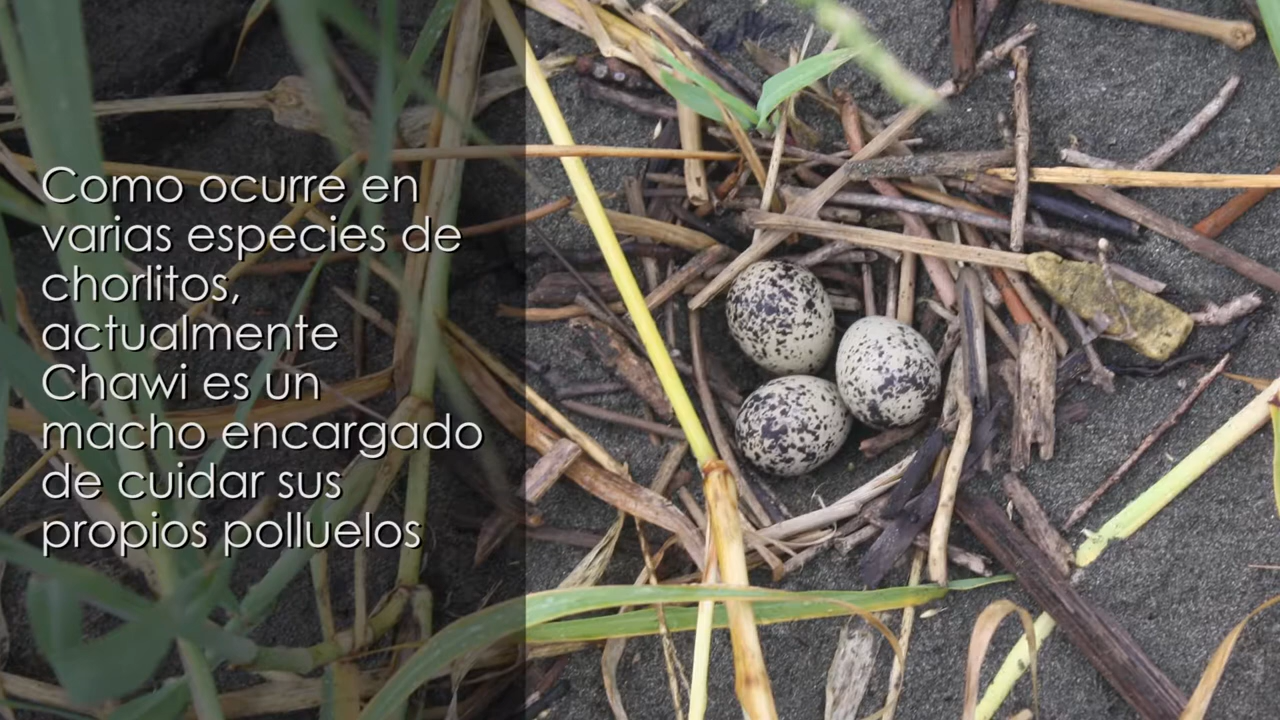 Como ocurre en
varias especies de
chorlitos,
actualmente
Chawi es un
macho encargado
de cuidar sus
propios polluelos